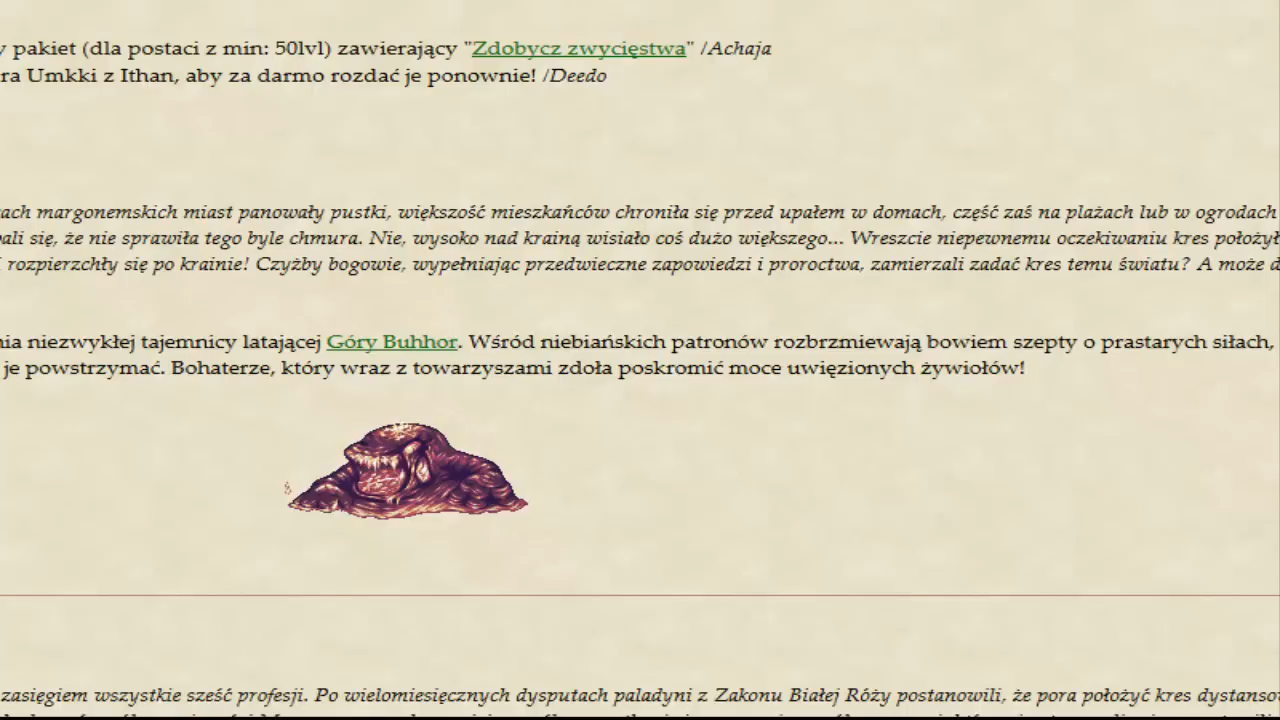 pakiet (dla postaci z min: 50lvl) zawierający "Zdobycz zwycięstwa" /Achaja
ra Umkki z Ithan, aby za darmo rozdać je ponownie! /Deedo
ach margonemskich miast panowały pustki, większość mieszkańców chroniła się przed upałem w domach, część zaś na plażach lub w ogrodach
ali się, że nie sprawiła tego byle chmura. Nie, wysoko nad krainą wisiało coś dużo większego... Wreszcie niepewnemu oczekiwaniu kres położył
rozpierzchły się po krainie! Czyżby bogowie, wypełniając przedwieczne zapowiedzi i proroctwa, zamierzali zadać kres temu światu? A może d
nia niezwykłej tajemnicy latającej Góry Buhhor. Wśród niebiańskich patronów rozbrzmiewają bowiem szepty o prastarych siłach,
je powstrzymać. Bohaterze, który wraz z towarzyszami zdoła poskromić moce uwięzionych żywiołów!
zasięgiem wszystkie sześć profesji. Po wielomiesięcznych dysputach paladyni z Zakonu Białej Róży postanowili, że pora położyć kres dystanso